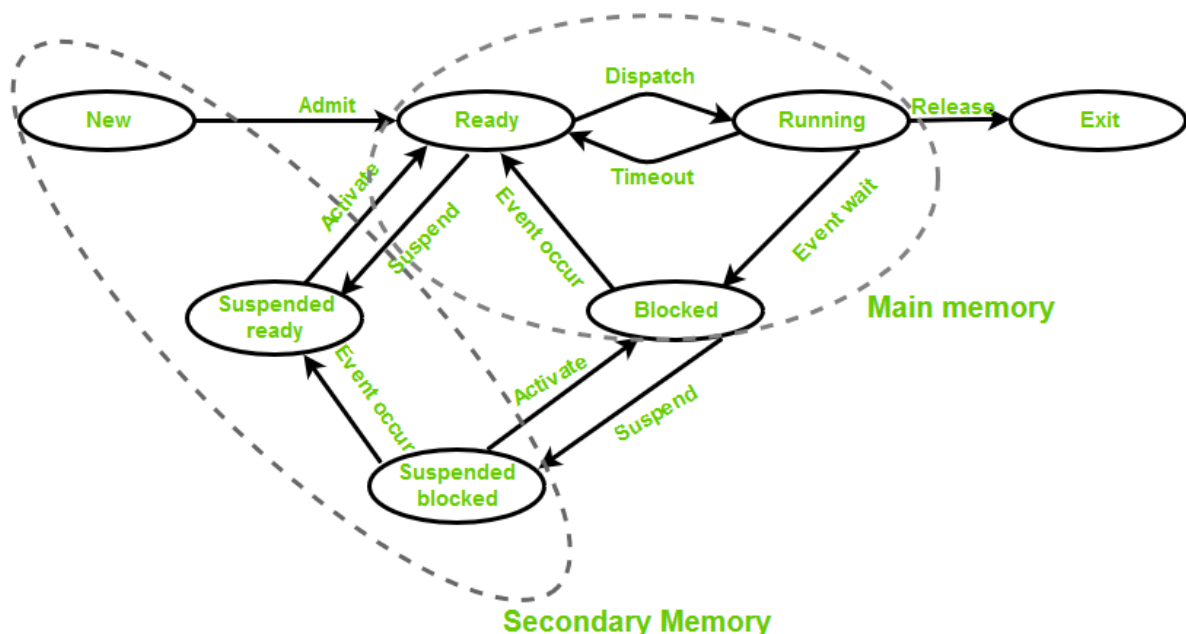 Dispatch
Admit
Release
New
Ready
Running
Exit
Timeout
Activate
Suspend
Event occur
Event wait
Suspended
ready
Blocked
Main memory
Event occur
Activate
Suspend
Suspended
blocked
Secondary Memory